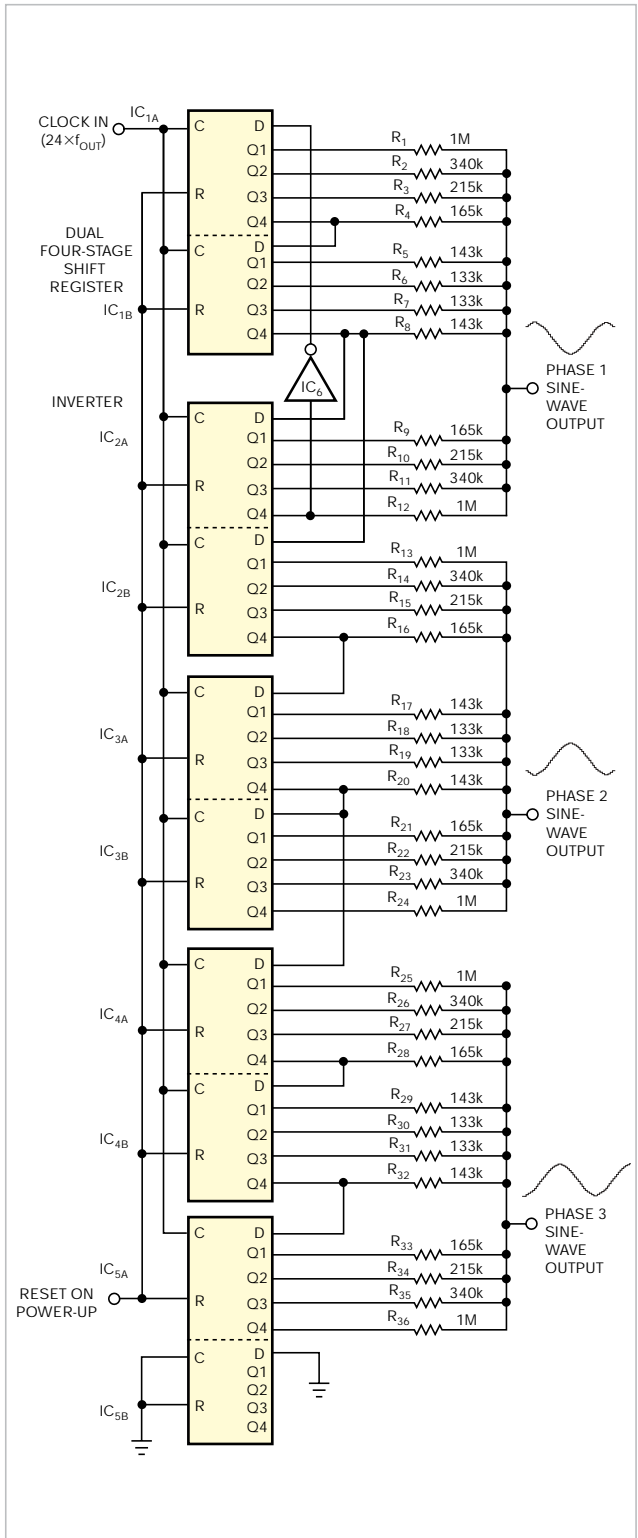 CLOCK IN
(24×fOUT)
IC1A
C
D
R1 1M
Q1
Q2
R2 340k
Q3
R3 215k
R
Q4
R4 165k
DUAL
FOUR-STAGE
SHIFT
REGISTER
C
D
Q1
R5 143k
Q2
R6 133k
IC1B
R
Q3
R7 133k
Q4
R8 143k
PHASE 1
SINE-
WAVE
OUTPUT
IC6
INVERTER
IC2A
C
D
Q1
R9 165k
Q2
R10 215k
R
Q3
R11 340k
Q4
R12 1M
C
D
Q1
R13 1M
IC2B
Q2
R14 340k
R
Q3
R15 215k
Q4
R16 165k
C
D
Q1
R17 143k
IC3A
Q2
R18 133k
R
Q3
R19 133k
Q4
R20 143k
PHASE 2
SINE-
WAVE
OUTPUT
C
D
IC3B
Q1
R21 165k
Q2
R22 215k
R
Q3
R23 340k
Q4
R24 1M
C
D
Q1
R25 1M
IC4A
Q2
R26 340k
R
Q3
R27 215k
Q4
R28 165k
C
D
Q1
R29 143k
IC4B
Q2
R30 133k
R
Q3
R31 133k
Q4
R32 143k
PHASE 3
SINE-
WAVE
OUTPUT
C
D
Q1
R33 165k
IC5A
Q2
R34 215k
RESET ON
POWER-UP
R
Q3
R35 340k
Q4
R36 1M
C
D
Q1
Q2
IC5B
R
Q3
Q4